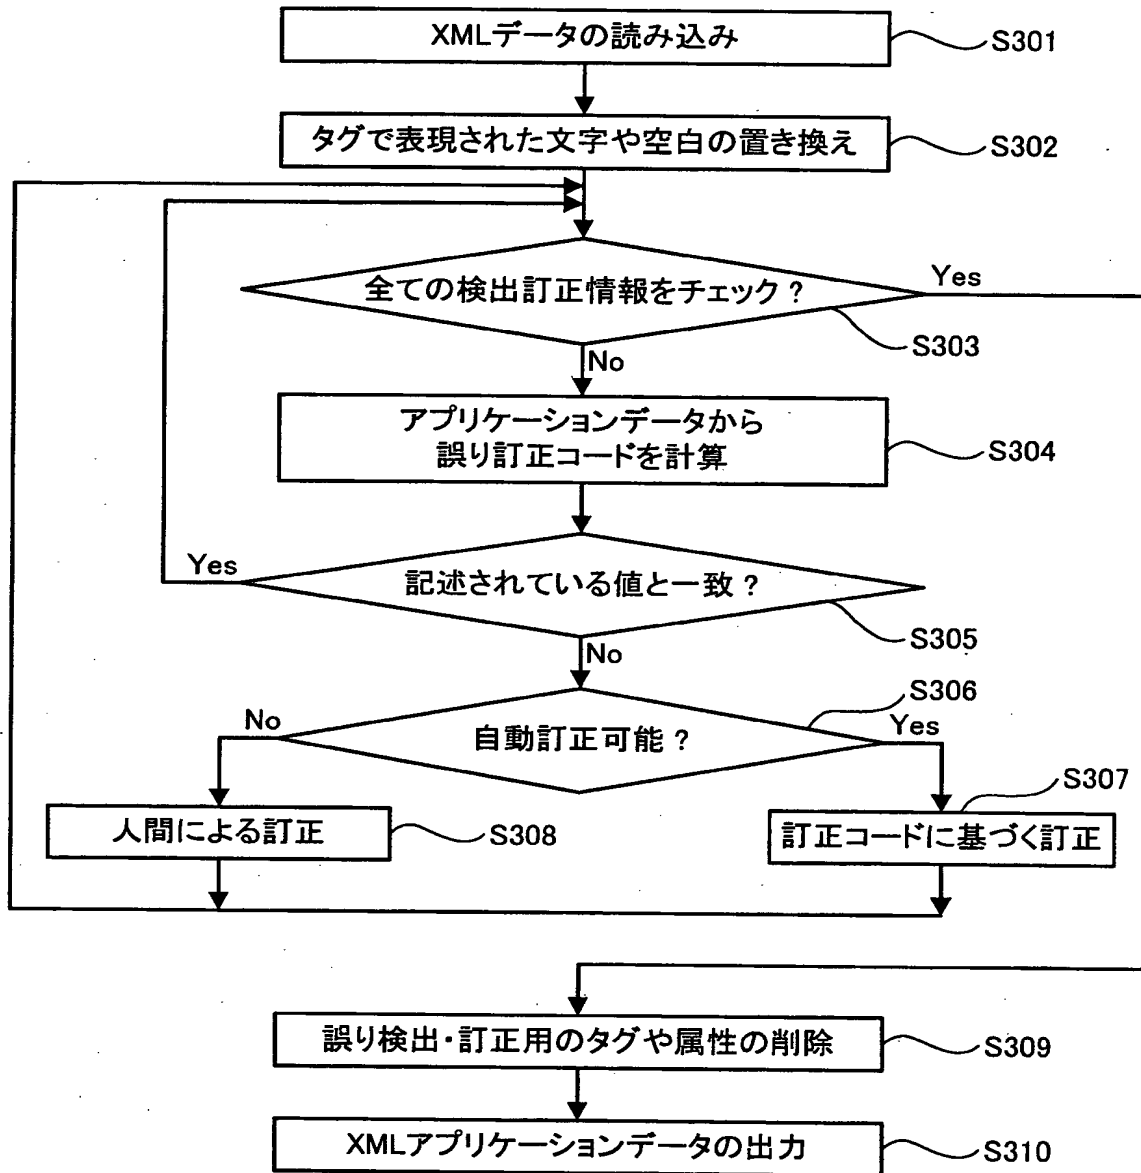 XMLデータの読み込み
S301
タグで表現された文字や空白の置き換え
S302
全ての検出訂正情報をチェック?
Yes
S303
No
アプリケーションデータから
誤り訂正コードを計算
S304
Yes
記述されている値と一致?
S305
No
S306
No
自動訂正可能?
Yes
S307
人間による訂正
S308
訂正コードに基づく訂正
誤り検出・訂正用のタグや属性の削除
S309
XMLアプリケーションデータの出力
S310